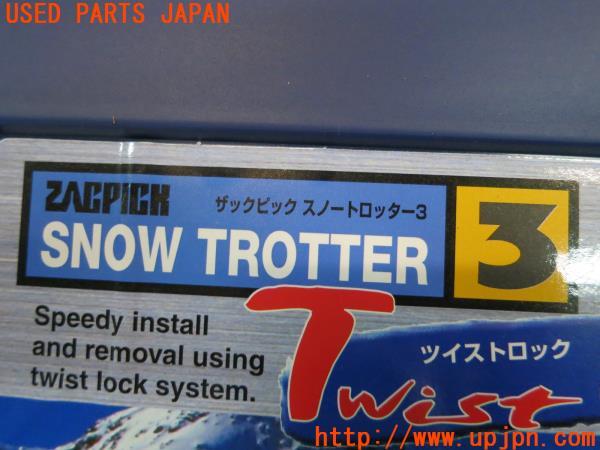 USED PARTS JAPAN
ZACPICK
ザックピック スノートロッター3
SNOW TROTTER
3
Speedy install
and removal using
twist lock system.
Twist
ツイストロック
http://www.upjpn.com